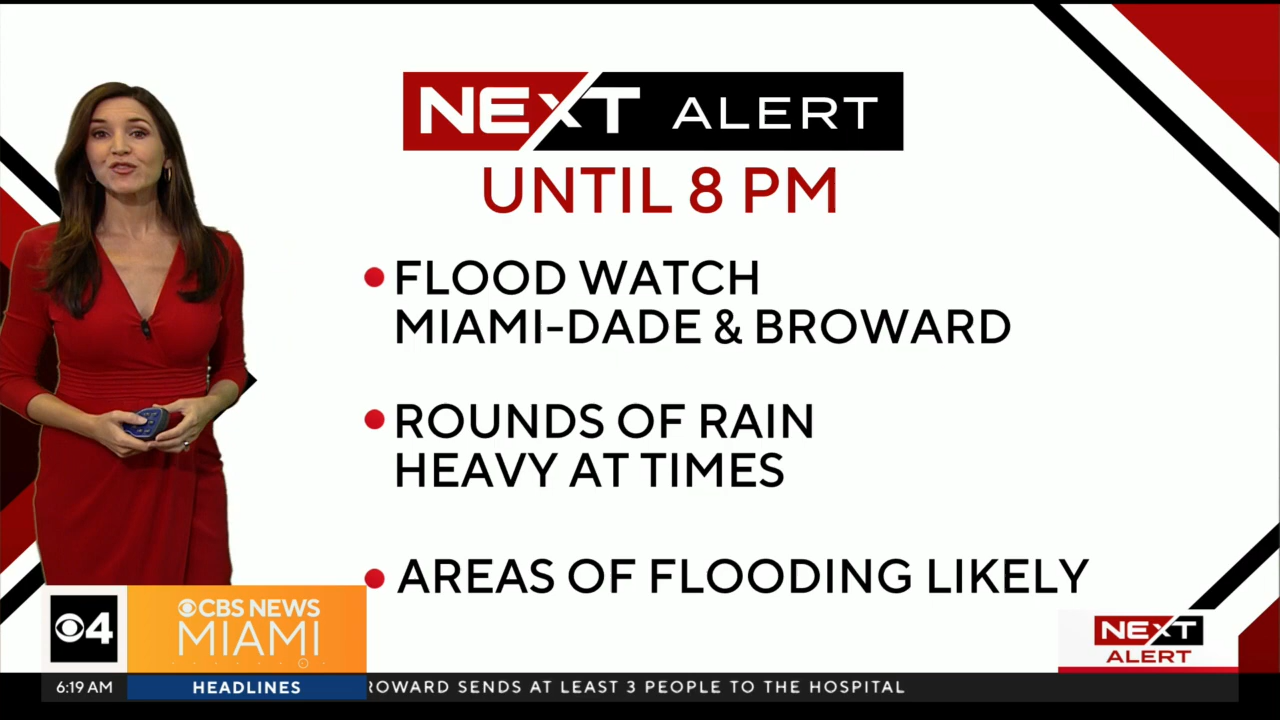 NEXT ALERT
UNTIL 8 PM
FLOOD WATCH
MIAMI-DADE & BROWARD
ROUNDS OF RAIN
HEAVY AT TIMES
AREAS OF FLOODING LIKELY
4
CBS NEWS
MIAMI
NEXT
ALERT
6:19 AM
HEADLINES
ROWARD SENDS AT LEAST 3 PEOPLE TO THE HOSPITAL